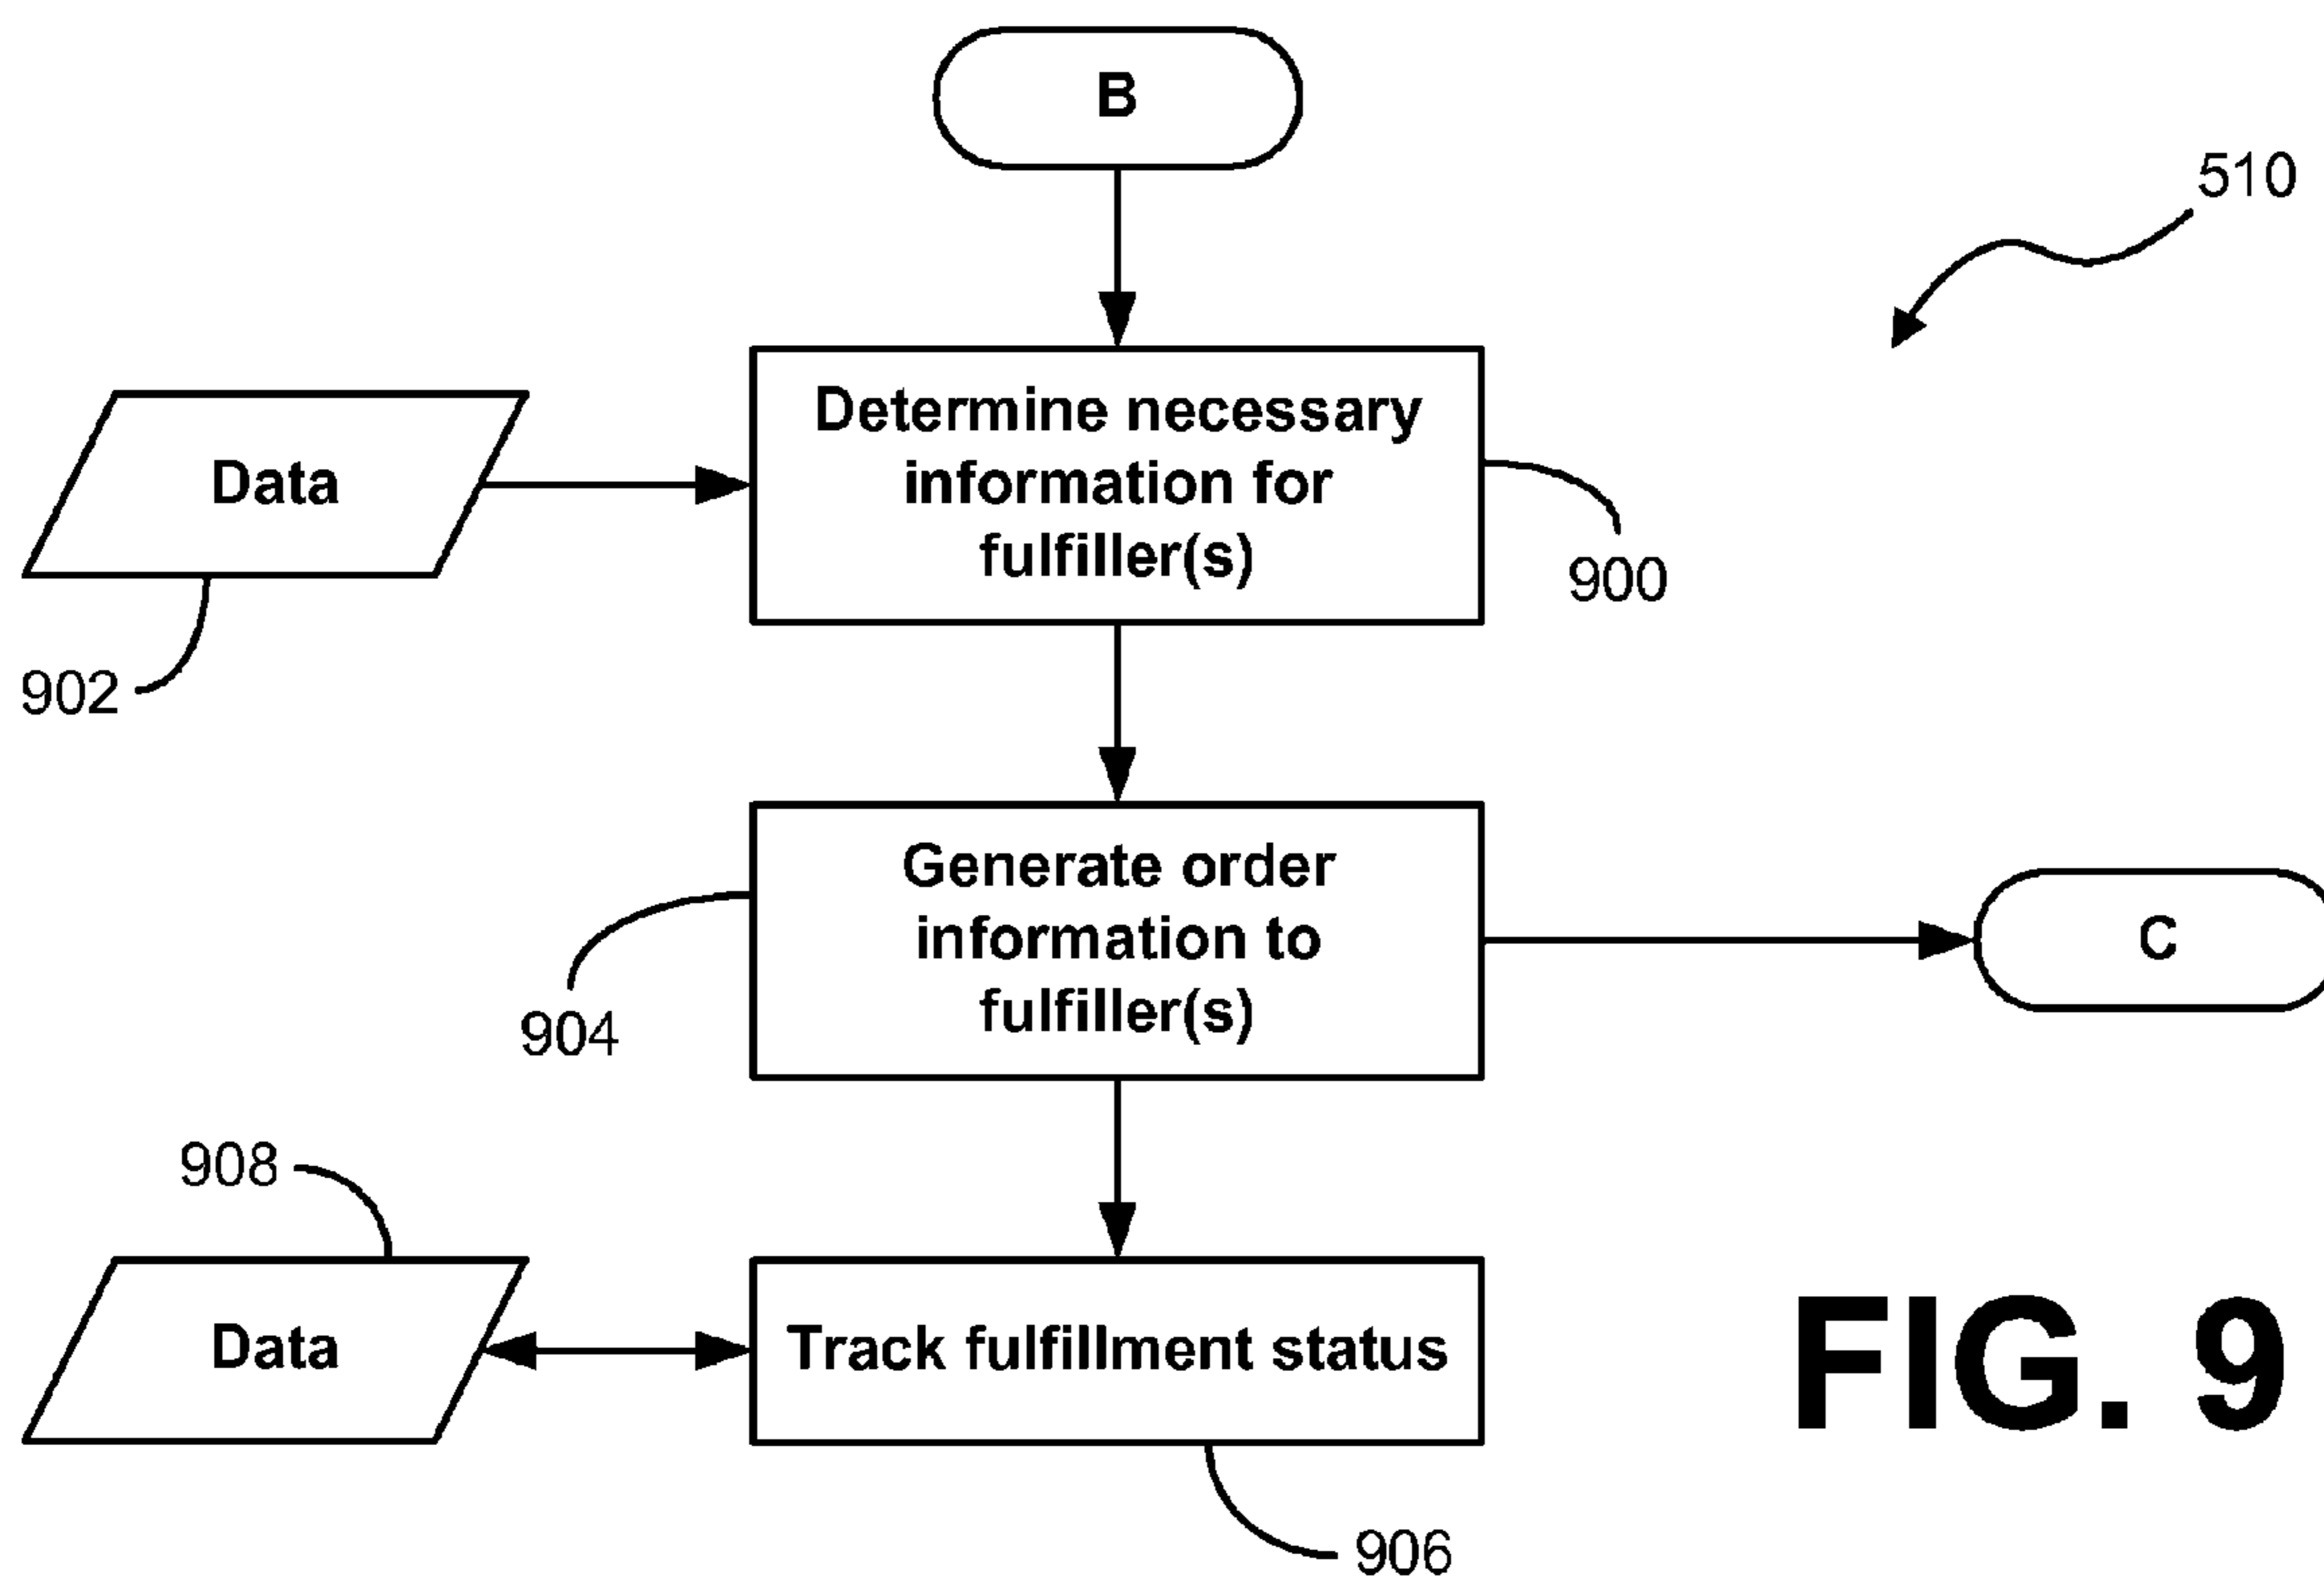 B
510
Determine necessary
information for
fulfiller(s)
Data
900
902
Generate order
information to
fulfiller(s)
C
904
908
Data
Track fulfillment status
FIG. 9
906